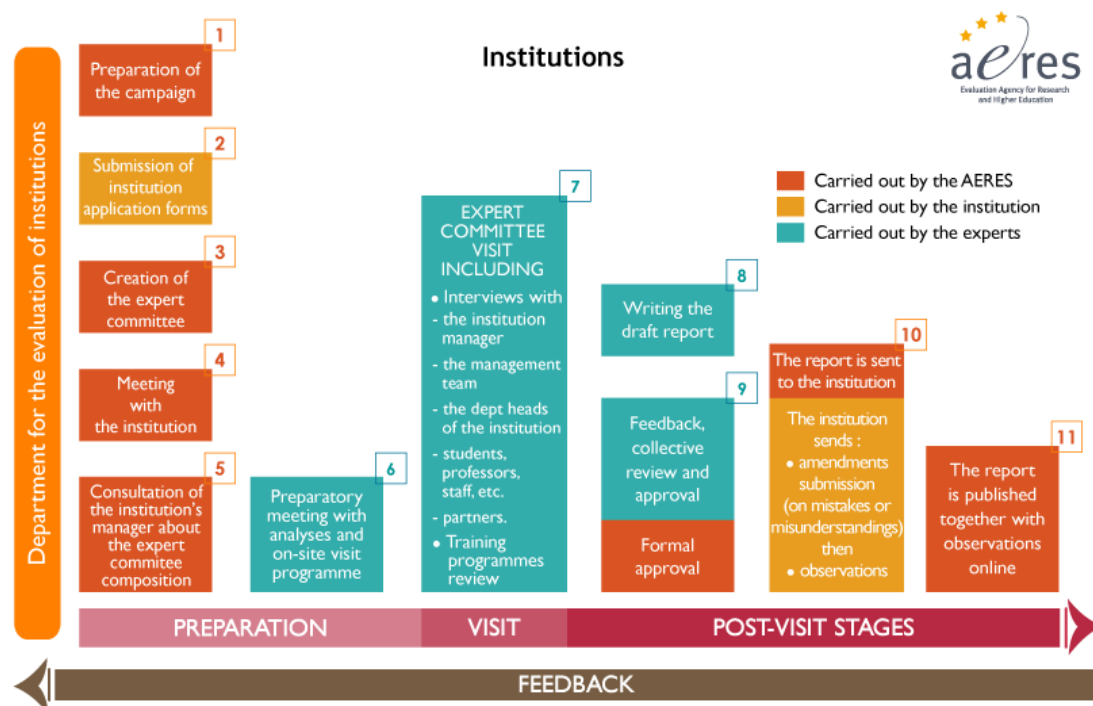 Institutions
aeres
Evaluation Agency for Research
and Higher Education
Department for the evaluation of institutions
1
Preparation of
the campaign
2
Submission of
institution
application forms
3
Creation of
the expert
committee
4
Meeting
with
the institution
5
Consultation of
the institution's
manager about
the expert
commitee
composition
6
Preparatory
meeting with
analyses and
on-site visit
programme
7
EXPERT
COMMITTEE
VISIT
INCLUDING
• Interviews with
- the institution
manager
- the management
team
- the dept heads
of the institution
- students,
professors,
staff, etc.
- partners.
• Training
programmes
review
Carried out by the AERES
Carried out by the institution
Carried out by the experts
8
Writing the
draft report
9
Feedback,
collective
review and
approval
Formal
approval
10
The report is sent
to the institution
The institution
sends :
• amendments
submission
(on mistakes or
misunderstandings)
then
• observations
11
The report
is published
together with
observations
online
PREPARATION
VISIT
POST-VISIT STAGES
FEEDBACK